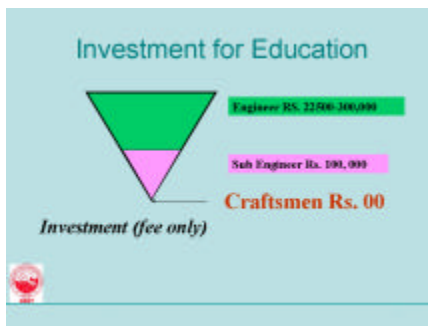 Investment for Education
Engineer RS. 22500-300,000
Sub Engineer Rs. 100, 000
Craftsmen Rs. 00
Investment (fee only)